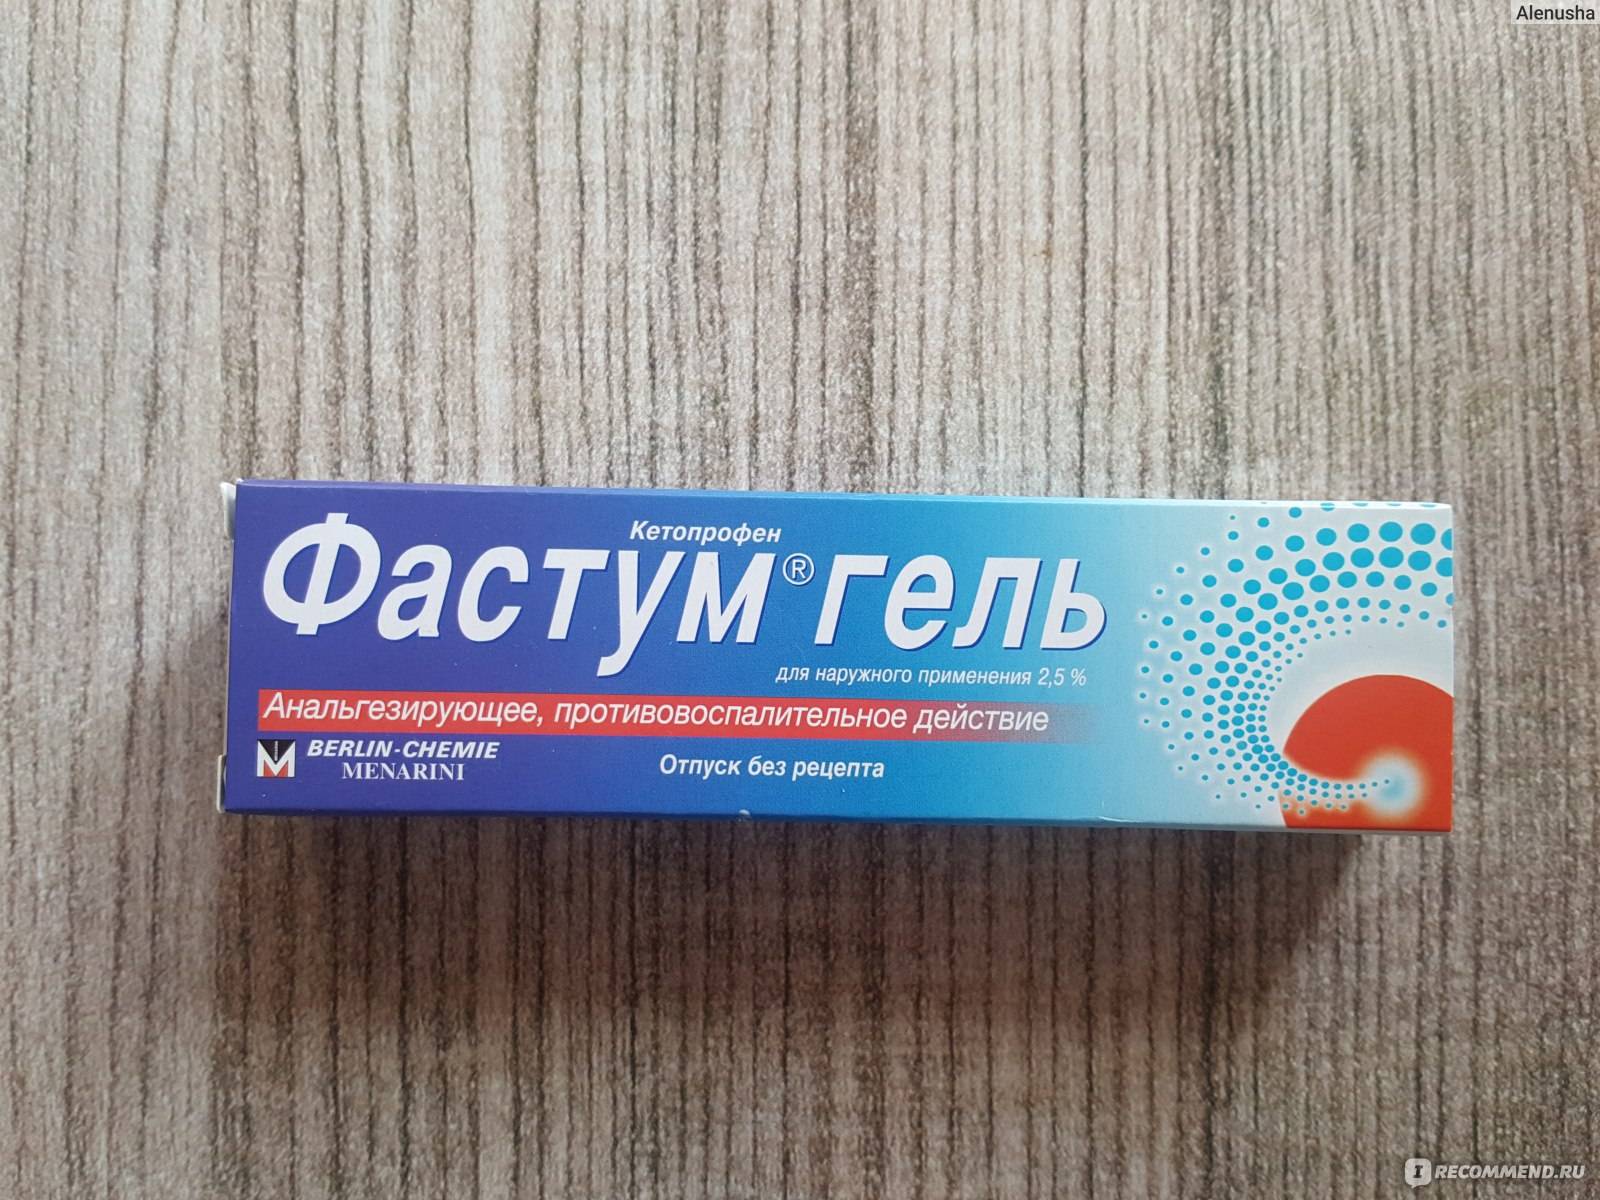 Alenusha
Кетопрофен
Фастум® гель
для наружного применения 2,5 %
Анальгезирующее, противовоспалительное действие
BERLIN-CHEMIE
MENARINI
Отпуск без рецепта
RECOMMEND.RU